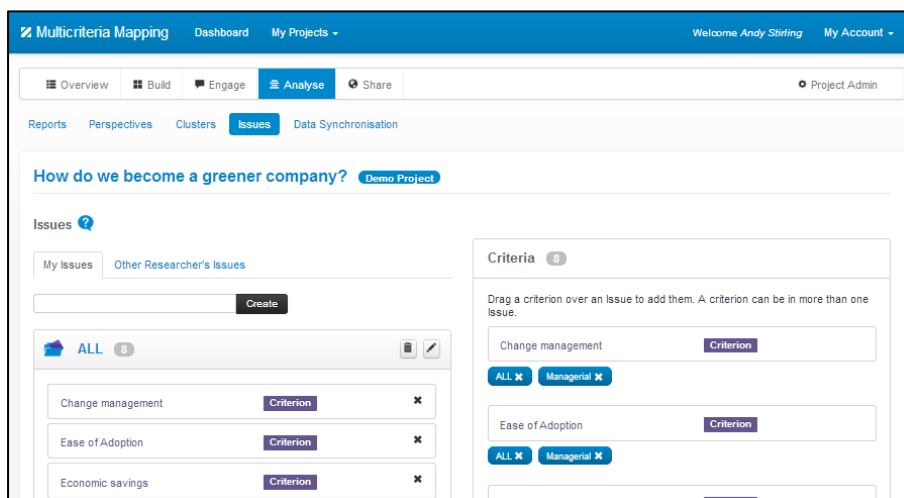 Multicriteria Mapping Dashboard My Projects Welcome Andy Stirling My Account
Overview Build Engage Analyse Share Project Admin
Reports Perspectives Clusters Issues Data Synchronisation
How do we become a greener company? Demo Project
Issues ?
My Issues Other Researcher's Issues
Create
ALL 8
Change management Criterion ✖
Ease of Adoption Criterion ✖
Economic savings Criterion ✖
Criteria 8
Drag a criterion over an Issue to add them. A criterion can be in more than one
Issue.
Change management Criterion
ALL ✖ Managerial ✖
Ease of Adoption Criterion
ALL ✖ Managerial ✖